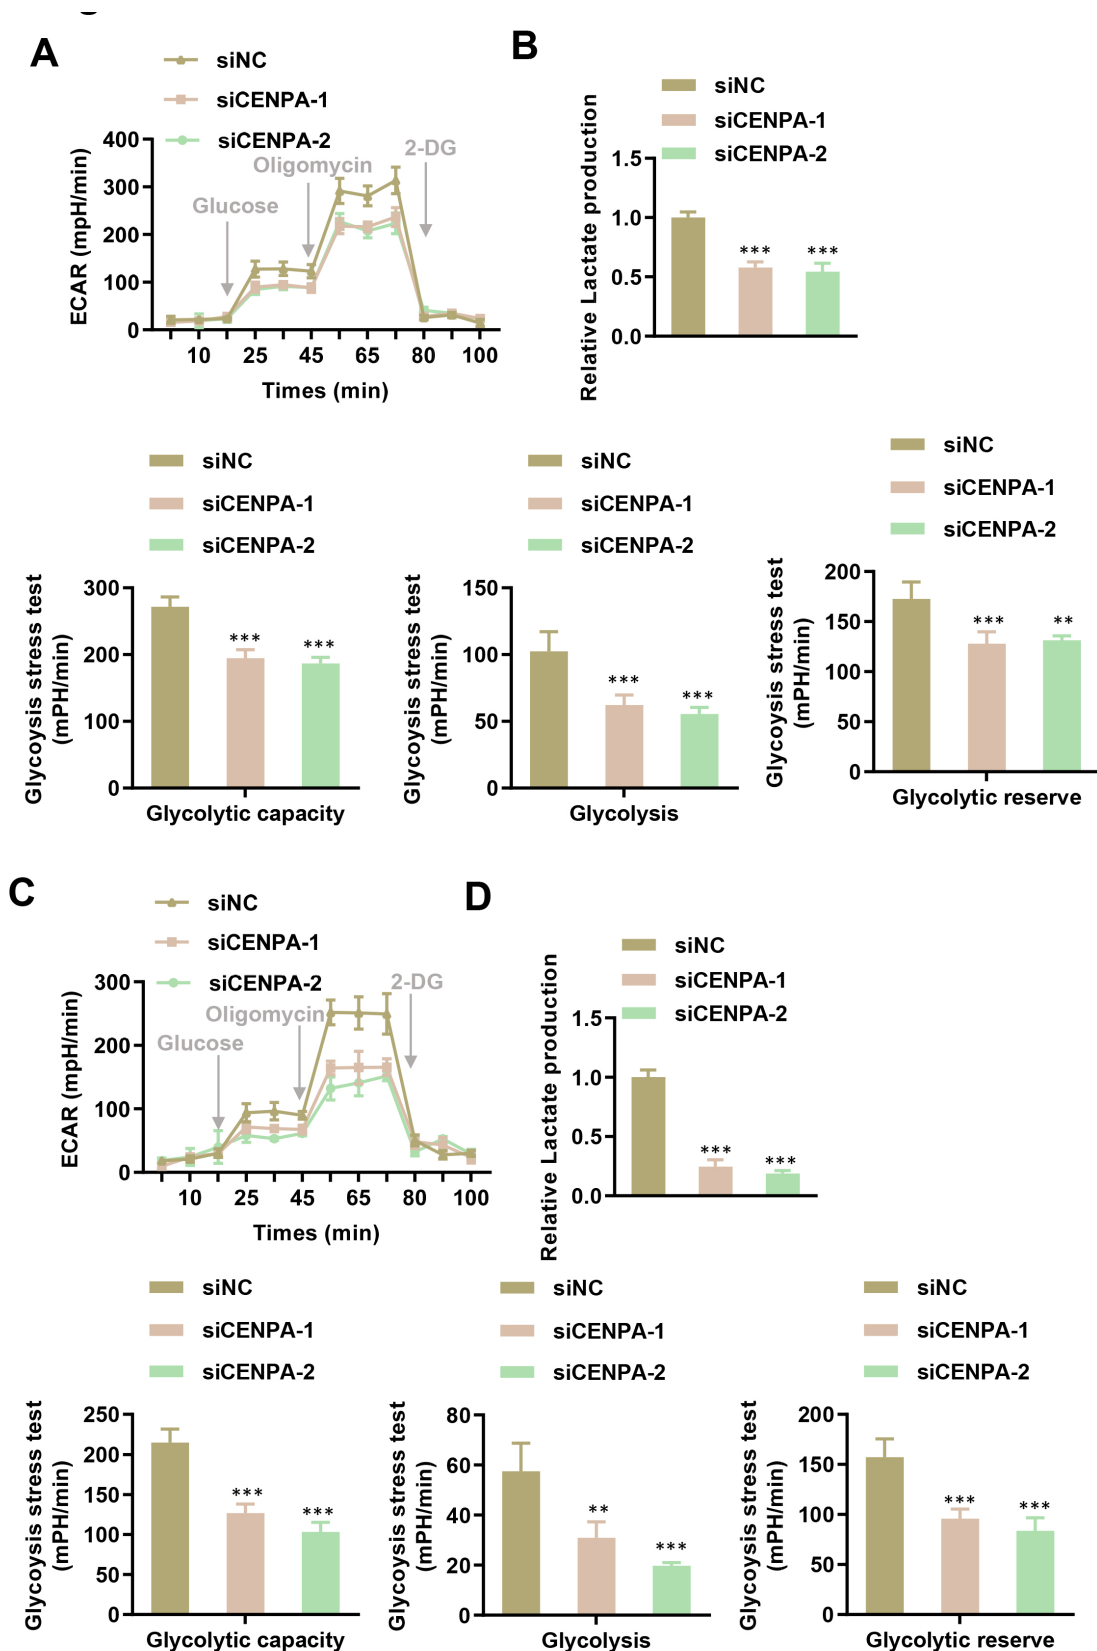 A
siNC
siCENPA-1
siCENPA-2
Glucose
Oligomycin
2-DG
ECAR (mpH/min)
400
300
200
100
0
10 25 45 65 80 100
Times (min)
B
siNC
siCENPA-1
siCENPA-2
Relative Lactate production
1.5
1.0
0.5
0.0
*** ***
siNC
siCENPA-1
siCENPA-2
Glycoysis stress test
(mPH/min)
300
200
100
0
*** ***
Glycolytic capacity
siNC
siCENPA-1
siCENPA-2
Glycoysis stress test
(mPH/min)
150
100
50
0
*** ***
Glycolysis
siNC
siCENPA-1
siCENPA-2
Glycoysis stress test
(mPH/min)
200
150
100
50
0
*** **
Glycolytic reserve
C
siNC
siCENPA-1
siCENPA-2
Glucose
Oligomycin
2-DG
ECAR (mpH/min)
300
200
100
0
10 25 45 65 80 100
Times (min)
D
siNC
siCENPA-1
siCENPA-2
Relative Lactate production
1.5
1.0
0.5
0.0
*** ***
siNC
siCENPA-1
siCENPA-2
Glycoysis stress test
(mPH/min)
250
200
150
100
50
0
*** ***
Glycolytic capacity
siNC
siCENPA-1
siCENPA-2
Glycoysis stress test
(mPH/min)
80
60
40
20
0
** ***
Glycolysis
siNC
siCENPA-1
siCENPA-2
Glycoysis stress test
(mPH/min)
200
150
100
50
0
*** ***
Glycolytic reserve